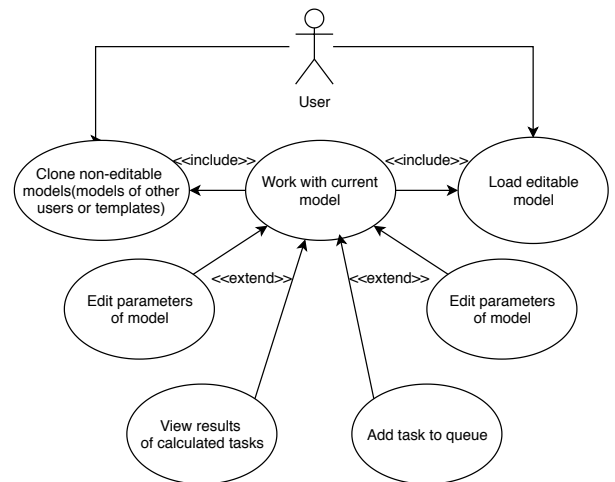 User
<<include>>
<<include>>
Clone non-editable
models(models of other
users or templates)
Work with current
model
Load editable
model
<<extend>>
<<extend>>
Edit parameters
of model
Edit parameters
of model
View results
of calculated tasks
Add task to queue